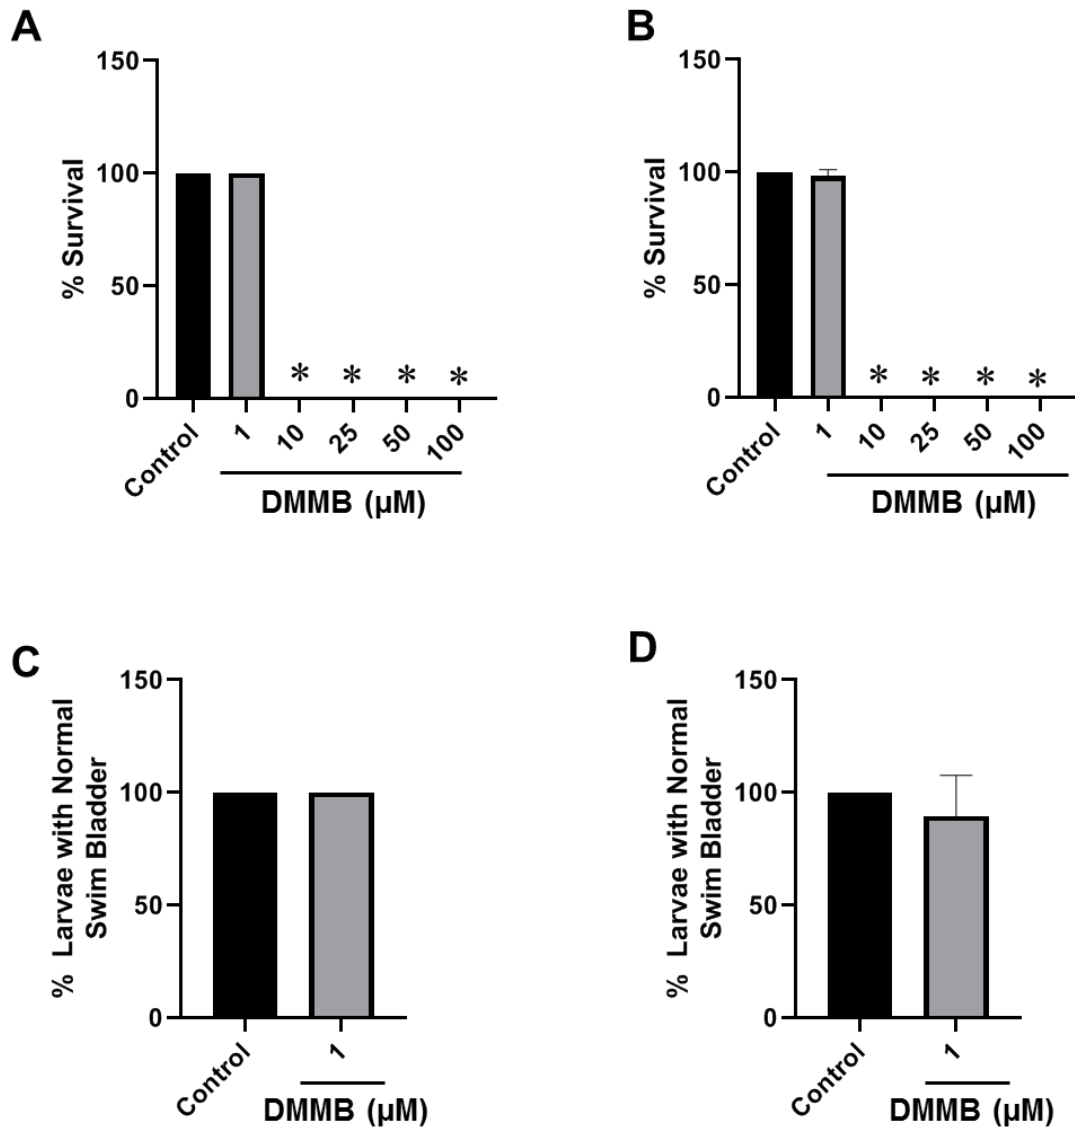 A
% Survival
150
100
50
0
* * * *
Control 1 10 25 50 100
DMMB (µM)
B
% Survival
150
100
50
0
* * * *
Control 1 10 25 50 100
DMMB (µM)
C
% Larvae with Normal
Swim Bladder
150
100
50
0
Control 1
DMMB (µM)
D
% Larvae with Normal
Swim Bladder
150
100
50
0
Control 1
DMMB (µM)